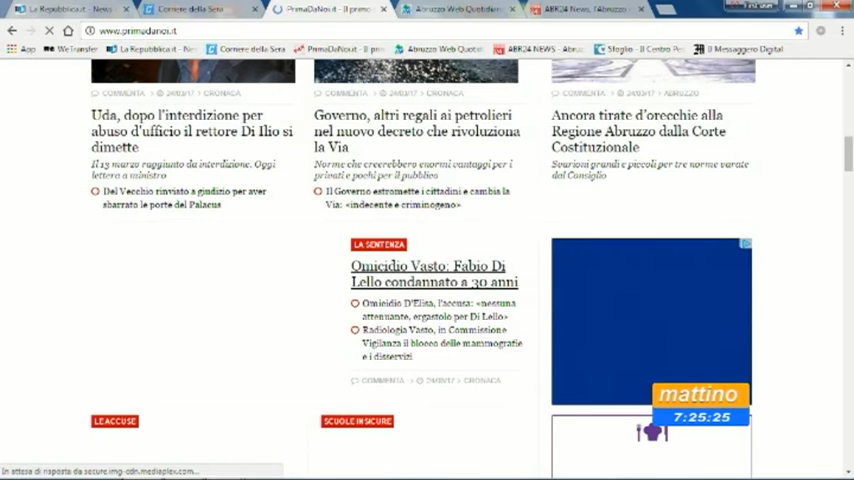 La Repubblica.it - News
Corriere della Sera
PrimaDaNoi.it - Il primo
Abruzzo Web Quotidian
ABR24 News, l'Abruzzo
Test user
www.primadanoi.it
App WeTransfer La Repubblica.it - Ne Corriere della Sera PrimaDaNoi.it - Il prim Abruzzo Web Quoti ABR24 NEWS - Abru Sfoglio - Il Centro Pe Il Messaggero Digital
COMMENTA 24/03/17 > CRONACA
COMMENTA 24/03/17 > CRONACA
COMMENTA 24/03/17 > ABRUZZO
Uda, dopo l'interdizione per
abuso d'ufficio il rettore Di Ilio si
dimette
Il 13 marzo raggiunto da interdizione. Oggi
lettera a ministro
Del Vecchio rinviato a giudizio per aver
sbarrato le porte del Palacus
Governo, altri regali ai petrolieri
nel nuovo decreto che rivoluziona
la Via
Norme che creerebbero enormi vantaggi per i
privati e pochi per il pubblico
Il Governo estromette i cittadini e cambia la
Via: «indecente e criminogeno»
Ancora tirate d'orecchie alla
Regione Abruzzo dalla Corte
Costituzionale
Svarioni grandi e piccoli per tre norme varate
dal Consiglio
LA SENTENZA
Omicidio Vasto: Fabio Di
Lello condannato a 30 anni
Omicidio D'Elisa, l'accusa: «nessuna
attenuante, ergastolo per Di Lello»
Radiologia Vasto, in Commissione
Vigilanza il blocco delle mammografie
e i disservizi
COMMENTA > 24/03/17 > CRONACA
mattino
7:25:25
LE ACCUSE
SCUOLE INSICURE
In attesa di risposta da secure.img-cdn.mediaplex.com...